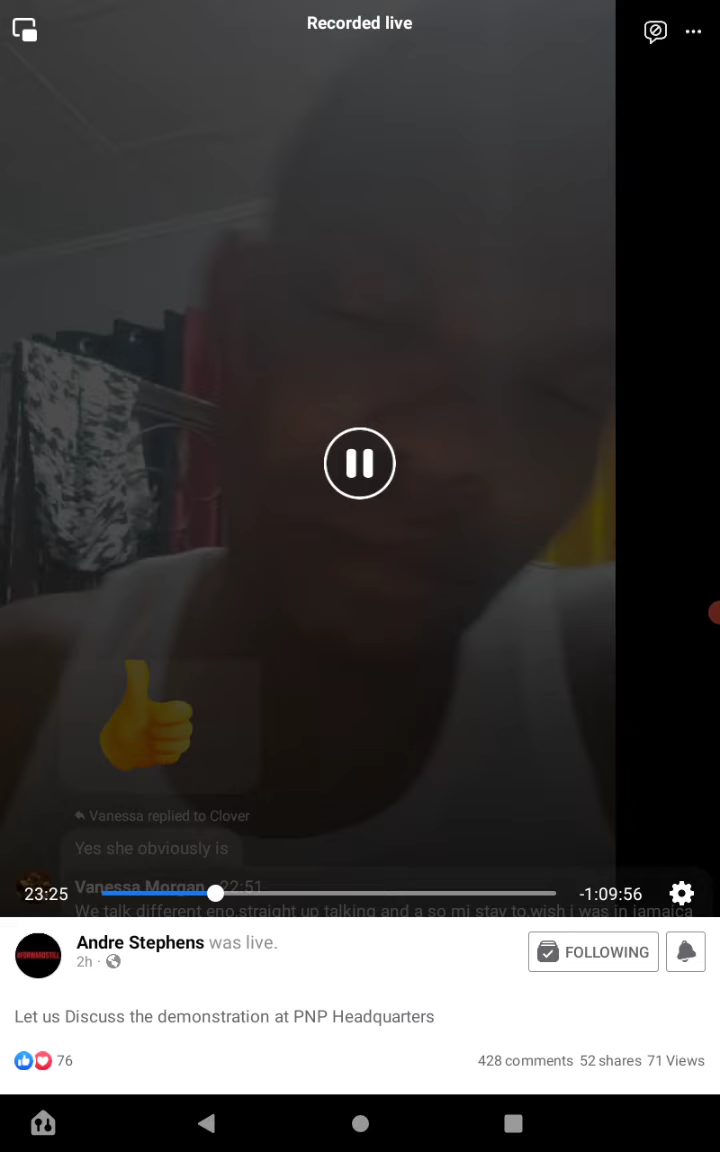 Recorded live
Vanessa replied to Clover
Yes she obviously is
Vanessa Morgan 22:51
23:25
-1:09:56
We talk different eno.straight up talking and a so mi stay to.wish i was in jamaica
#FORWARDSTILL
Andre Stephens was live.
FOLLOWING
2h ·
Let us Discuss the demonstration at PNP Headquarters
76
428 comments 52 shares 71 Views